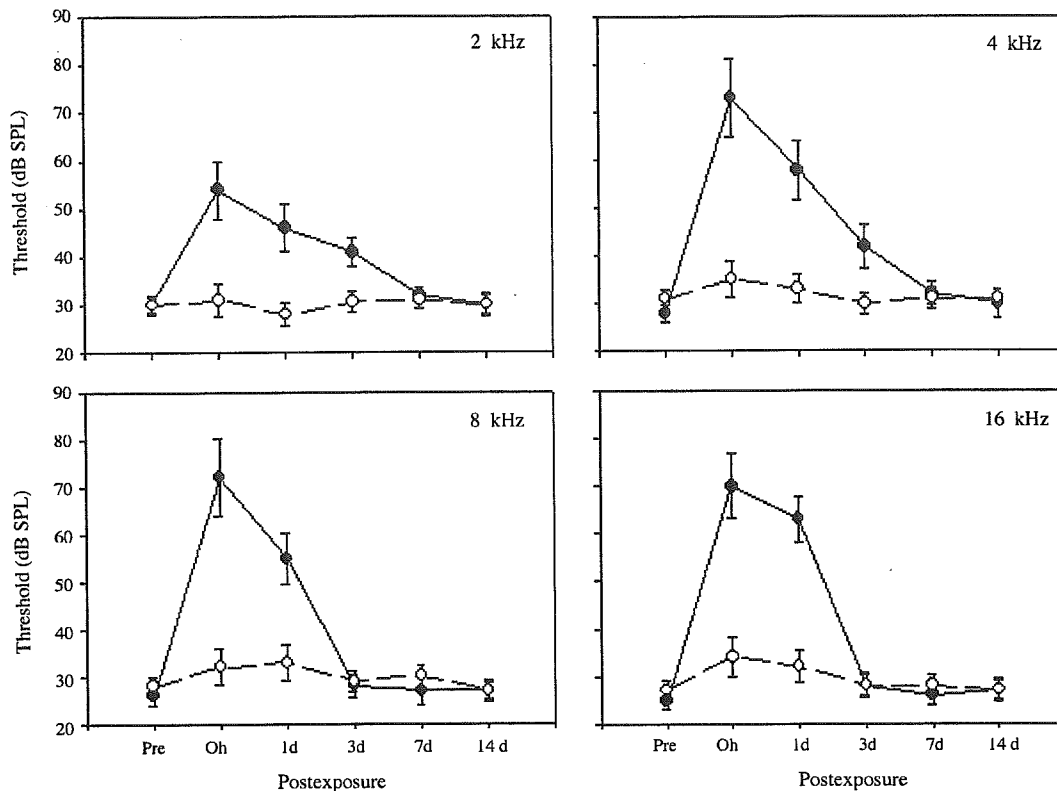 2 kHz
4 kHz
Threshold (dB SPL)
90
80
70
60
50
40
30
20
8 kHz
16 kHz
Threshold (dB SPL)
90
80
70
60
50
40
30
20
Pre Oh 1d 3d 7d 14 d
Pre Oh 1d 3d 7d 14 d
Postexposure
Postexposure